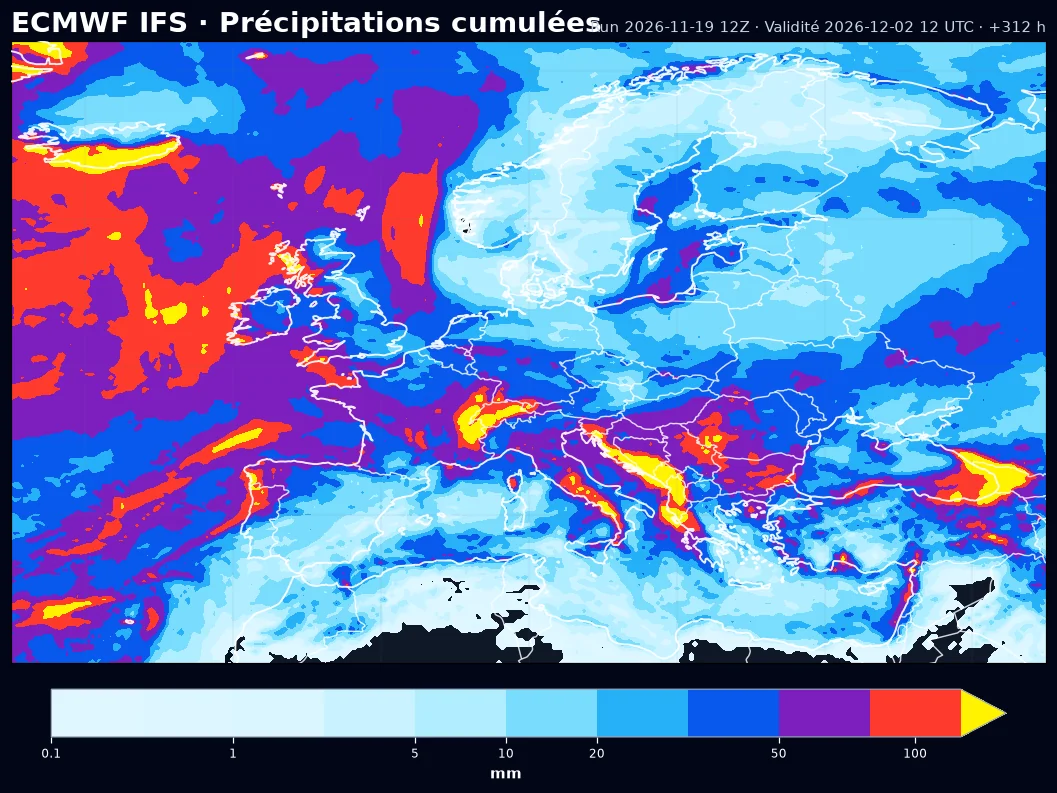 ECMWF IFS · Précipitations cumulées
Run 2026-11-19 12Z · Validité 2026-12-02 12 UTC · +312 h
0.1 1 5 10 20 50 100
mm